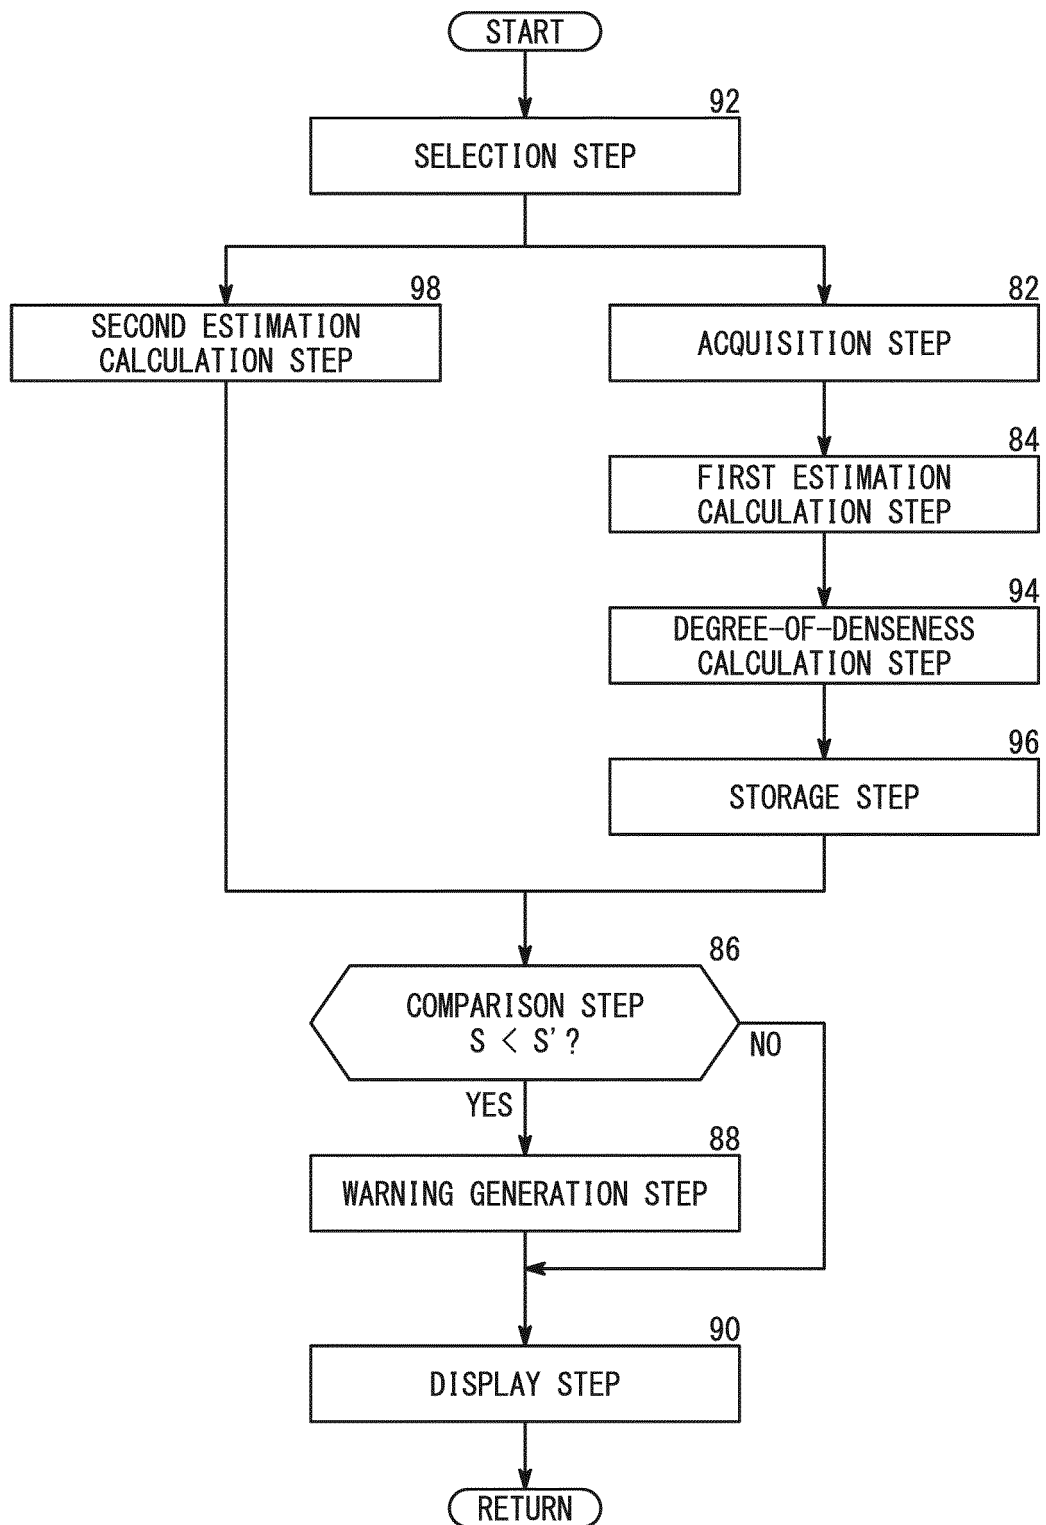 START
92
SELECTION STEP
98
SECOND ESTIMATION
CALCULATION STEP
82
ACQUISITION STEP
84
FIRST ESTIMATION
CALCULATION STEP
94
DEGREE-OF-DENSENESS
CALCULATION STEP
96
STORAGE STEP
86
COMPARISON STEP
S < S'?
NO
YES
88
WARNING GENERATION STEP
90
DISPLAY STEP
RETURN